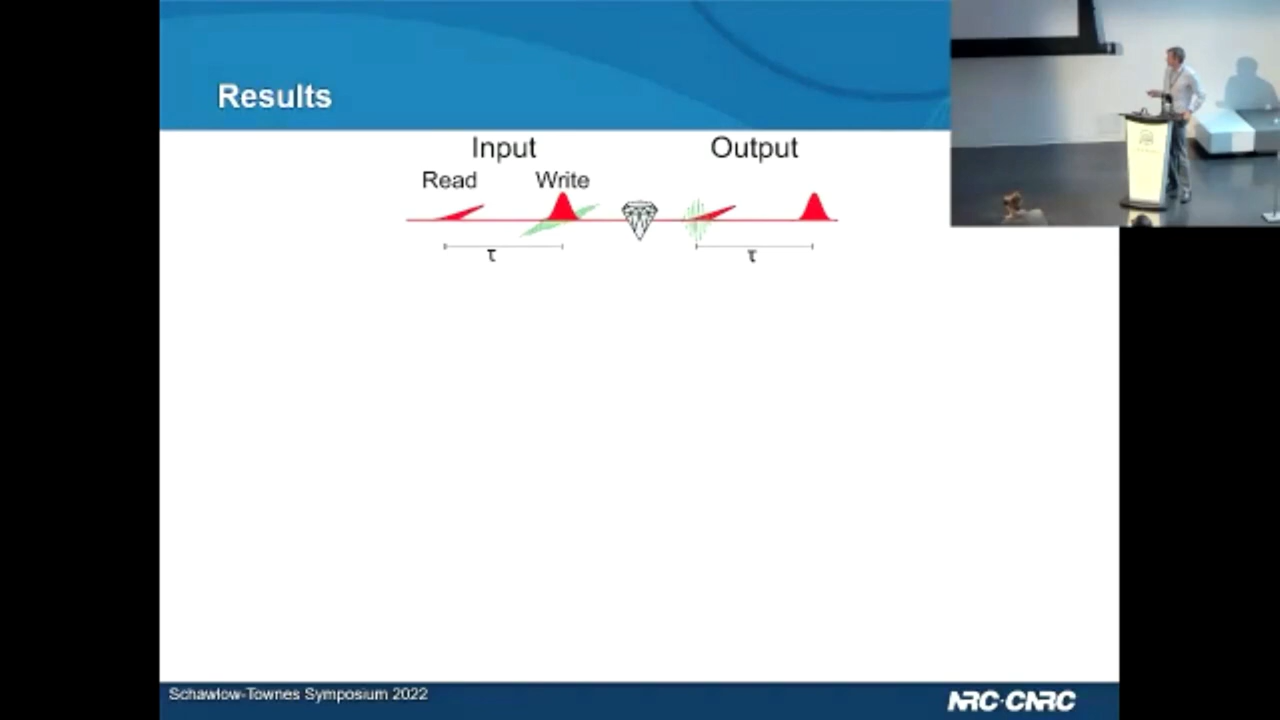 Results
Input Output
Read Write
τ τ
Schawlow-Townes Symposium 2022
NRC·CNRC